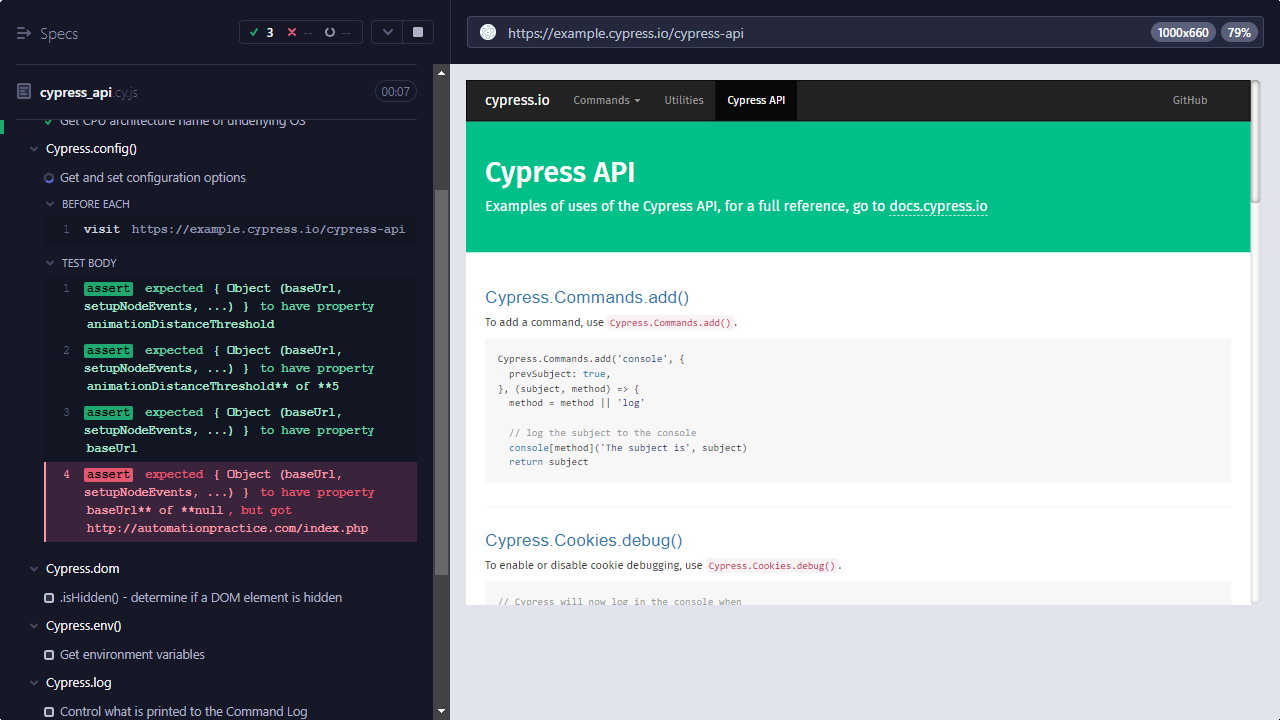 Specs
3 -- --
cypress_api.cy.js
00:07
Get CPU architecture name of underlying OS
Cypress.config()
Get and set configuration options
BEFORE EACH
1 visit https://example.cypress.io/cypress-api
TEST BODY
1 assert expected { Object (baseUrl,
setupNodeEvents, ...) } to have property
animationDistanceThreshold
2 assert expected { Object (baseUrl,
setupNodeEvents, ...) } to have property
animationDistanceThreshold** of **5
3 assert expected { Object (baseUrl,
setupNodeEvents, ...) } to have property
baseUrl
4 assert expected { Object (baseUrl,
setupNodeEvents, ...) } to have property
baseUrl** of **null, but got
http://automationpractice.com/index.php
Cypress.dom
.isHidden() - determine if a DOM element is hidden
Cypress.env()
Get environment variables
Cypress.log
Control what is printed to the Command Log
https://example.cypress.io/cypress-api
1000x660
79%
cypress.io Commands Utilities Cypress API GitHub
Cypress API
Examples of uses of the Cypress API, for a full reference, go to docs.cypress.io
Cypress.Commands.add()
To add a command, use Cypress.Commands.add().
Cypress.Commands.add('console', {
prevSubject: true,
}, (subject, method) => {
method = method || 'log'
// log the subject to the console
console[method]('The subject is', subject)
return subject
Cypress.Cookies.debug()
To enable or disable cookie debugging, use Cypress.Cookies.debug().
// Cypress will now log in the console when